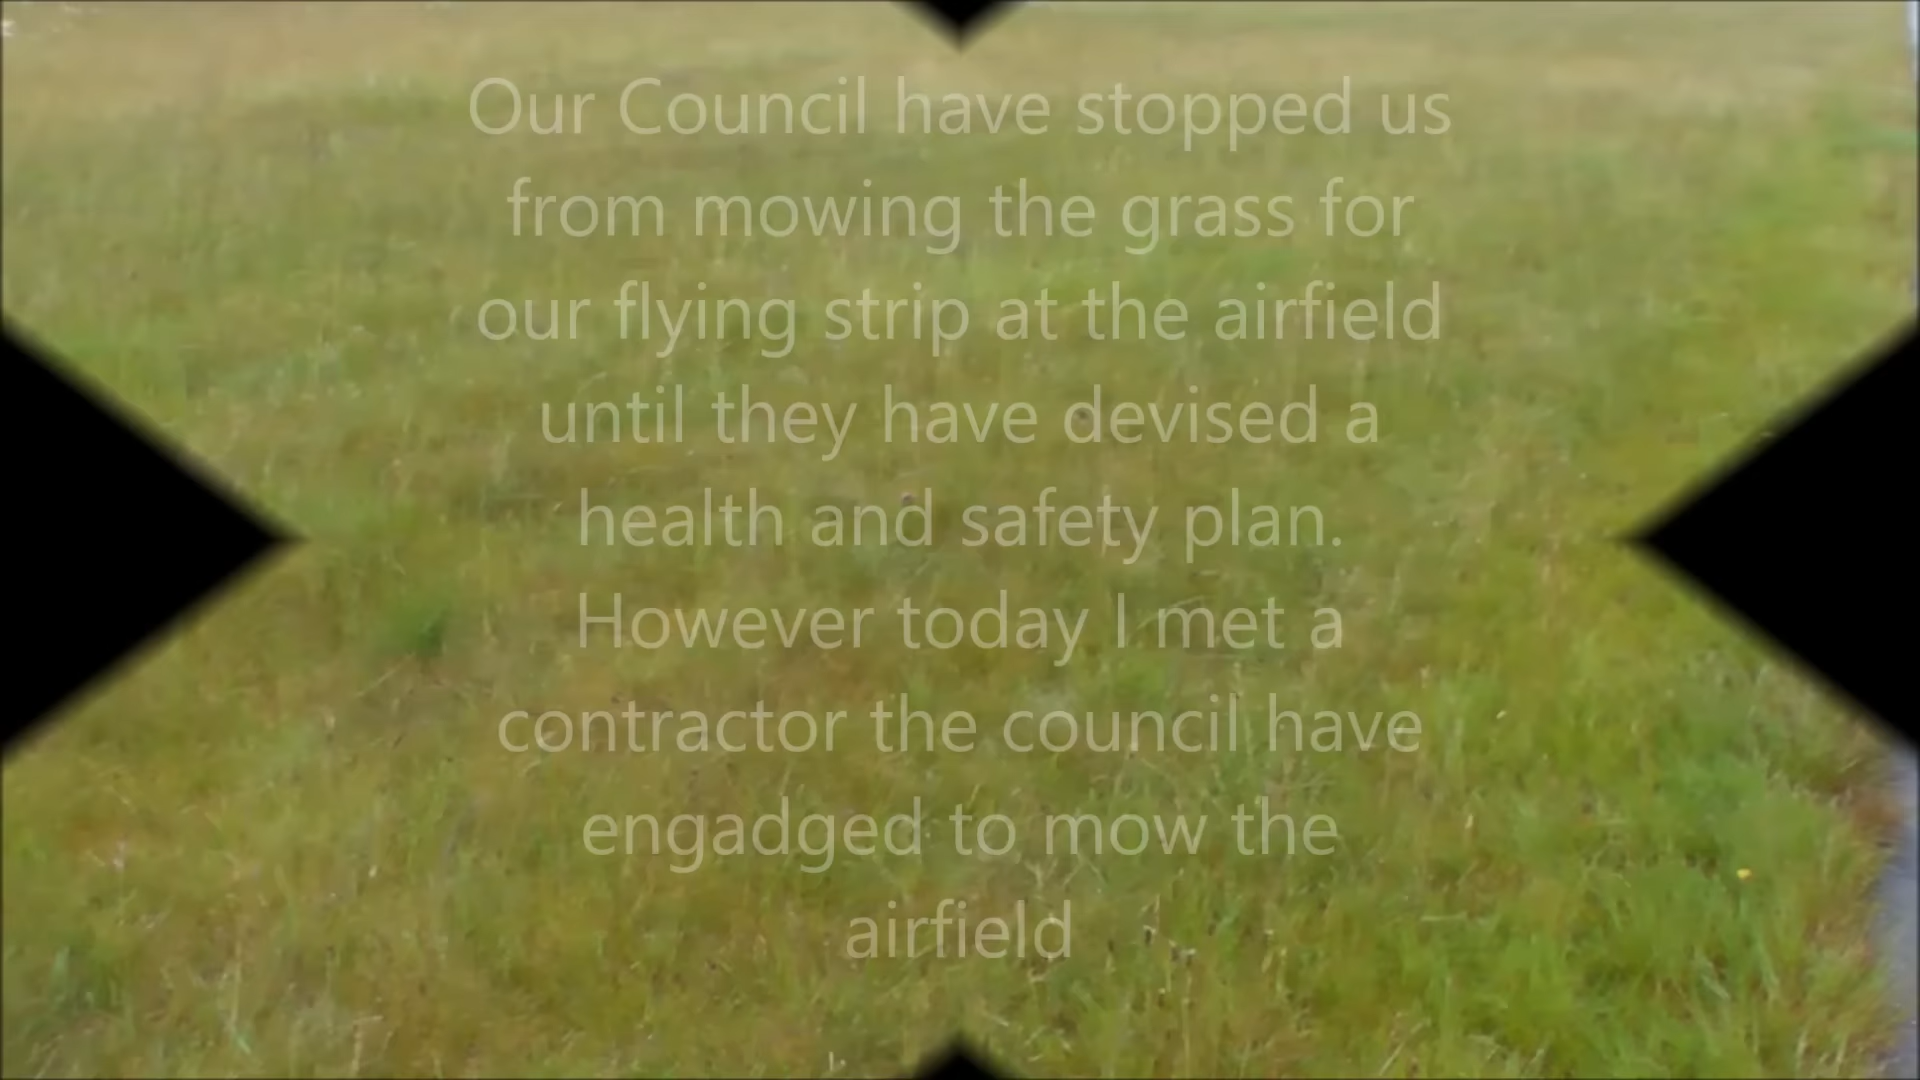 Our Council have stopped us
from mowing the grass for
our flying strip at the airfield
until they have devised a
health and safety plan.
However today I met a
contractor the council have
engadged to mow the
airfield